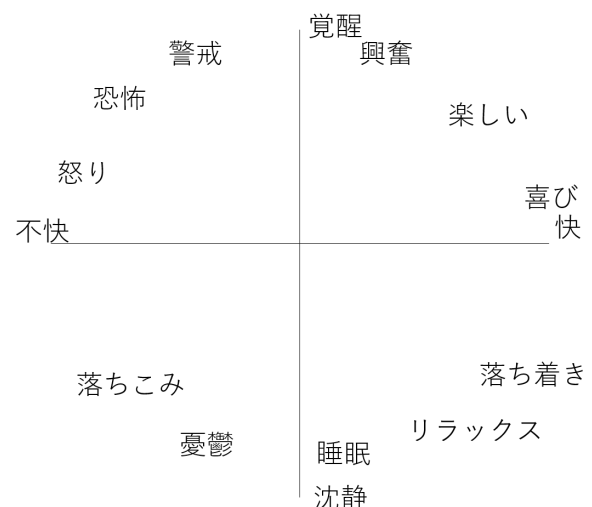 覚醒
警戒
興奮
恐怖
楽しい
怒り
喜び
快
不快
落ちこみ
落ち着き
リラックス
憂鬱
睡眠
沈静